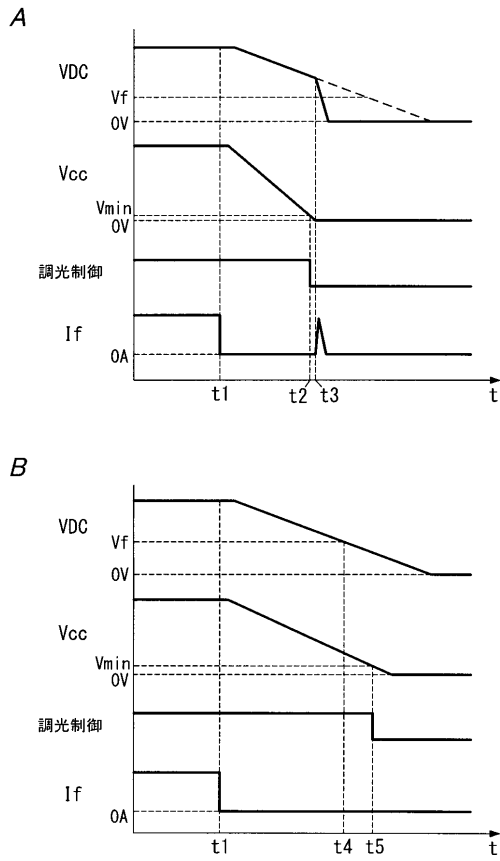 A
VDC
Vf
0V
Vcc
Vmin
0V
調光制御
If
0A
t1
t2
t3
t
B
VDC
Vf
0V
Vcc
Vmin
0V
調光制御
If
0A
t1
t4
t5
t